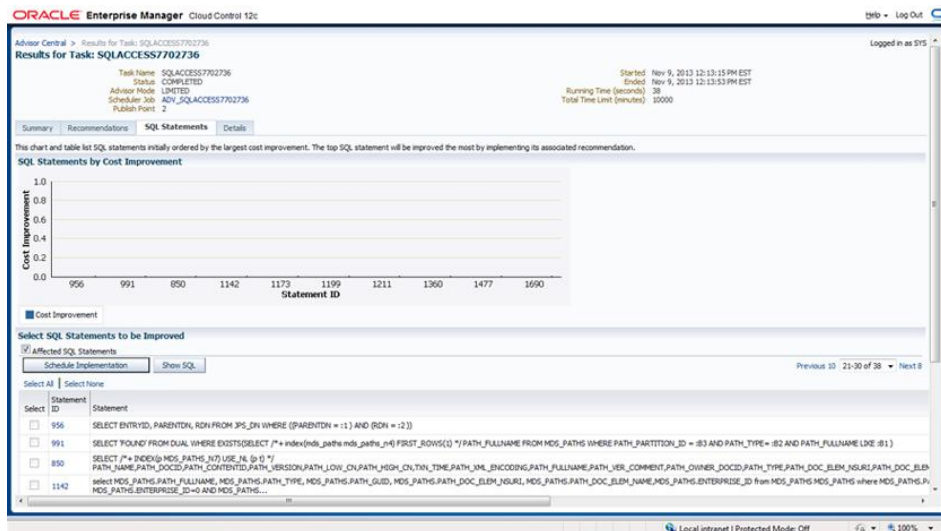 ORACLE Enterprise Manager Cloud Control 12c
Help Log Out
Advisor Central > Results for Task: SQLACCESS7702736
Logged in as SYS
Results for Task: SQLACCESS7702736
Task Name SQLACCESS7702736
Status COMPLETED
Advisor Mode LIMITED
Scheduler Job ADV_SQLACCESS7702736
Publish Point 2
Started Nov 9, 2013 12:13:15 PM EST
Ended Nov 9, 2013 12:13:53 PM EST
Running Time (seconds) 38
Total Time Limit (minutes) 10000
Summary Recommendations SQL Statements Details
This chart and table list SQL statements initially ordered by the largest cost improvement. The top SQL statement will be improved the most by implementing its associated recommendation.
SQL Statements by Cost Improvement
Cost Improvement
1.0
0.8
0.6
0.4
0.2
0.0
956 991 850 1142 1173 1199 1211 1360 1477 1690
Statement ID
Cost Improvement
Select SQL Statements to be Improved
Affected SQL Statements
Schedule Implementation Show SQL
Previous 10 21-30 of 38 Next 8
Select All | Select None
Select Statement ID Statement
956 SELECT ENTRYID, PARENTDN, RDN FROM JPS_DN WHERE ((PARENTDN = :1 ) AND (RDN = :2 ))
991 SELECT 'FOUND' FROM DUAL WHERE EXISTS(SELECT /*+ index(mds_paths mds_paths_n4) FIRST_ROWS(1) */ PATH_FULLNAME FROM MDS_PATHS WHERE PATH_PARTITION_ID = :B3 AND PATH_TYPE= :B2 AND PATH_FULLNAME LIKE :B1 )
850 SELECT /*+ INDEX(p MDS_PATHS_N7) USE_NL (p t) */
PATH_NAME,PATH_DOCID,PATH_CONTENTID,PATH_VERSION,PATH_LOW_CN,PATH_HIGH_CN,TXN_TIME,PATH_XML_ENCODING,PATH_FULLNAME,PATH_VER_COMMENT,PATH_OWNER_DOCID,PATH_TYPE,PATH_DOC_ELEM_NSURI,PATH_DOC_ELEM
1142 select MDS_PATHS.PATH_FULLNAME, MDS_PATHS.PATH_TYPE, MDS_PATHS.PATH_GUID, MDS_PATHS.PATH_DOC_ELEM_NSURI, MDS_PATHS.PATH_DOC_ELEM_NAME,MDS_PATHS.ENTERPRISE_ID from MDS_PATHS MDS_PATHS where MDS_PATHS.PA
MDS_PATHS.ENTERPRISE_ID=0 AND MDS_PATHS...
Local intranet | Protected Mode: Off 100%